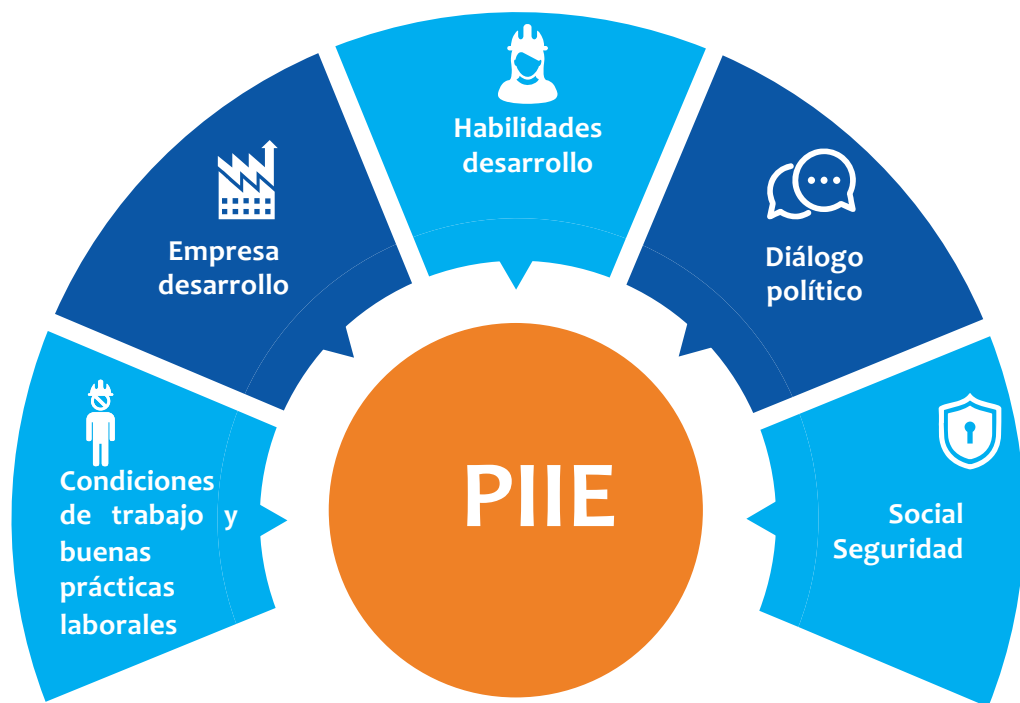 Habilidades
desarrollo
Empresa
desarrollo
Diálogo
político
Condiciones
de trabajo y
buenas
prácticas
laborales
Social
Seguridad
PIIE